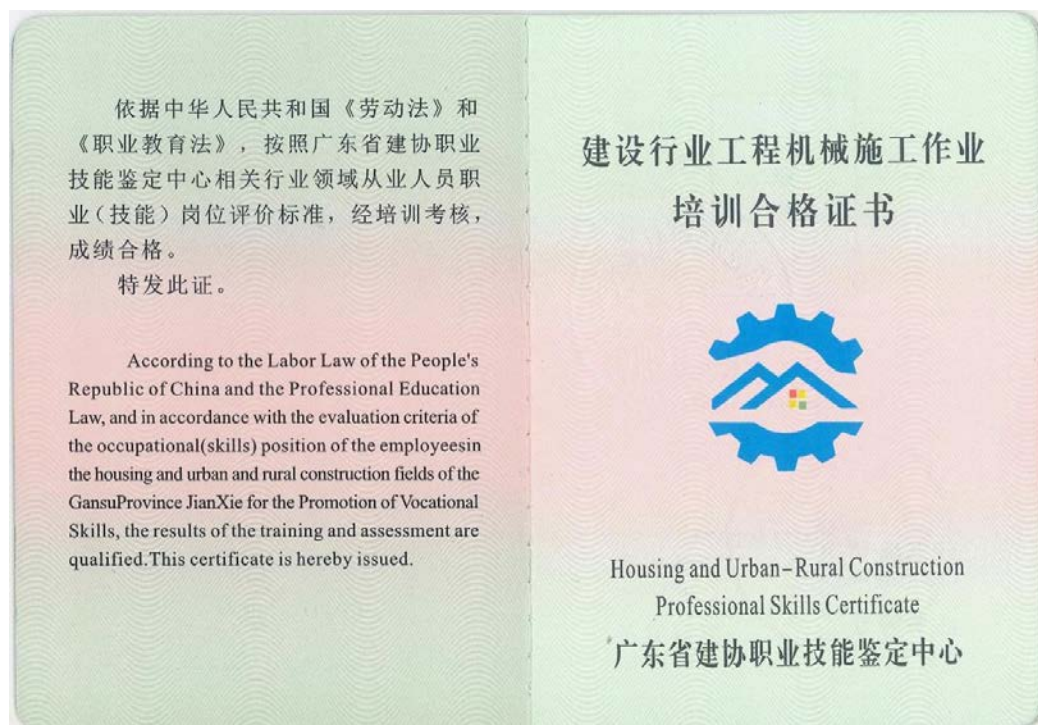 依据中华人民共和国《劳动法》和
《职业教育法》，按照广东省建协职业
技能鉴定中心相关行业领域从业人员职
业（技能）岗位评价标准，经培训考核，
成绩合格。
特发此证。
According to the Labor Law of the People's
Republic of China and the Professional Education
Law, and in accordance with the evaluation criteria of
the occupational(skills) position of the employeesin
the housing and urban and rural construction fields of the
GansuProvince JianXie for the Promotion of Vocational
Skills, the results of the training and assessment are
qualified.This certificate is hereby issued.
建设行业工程机械施工作业
培训合格证书
Housing and Urban-Rural Construction
Professional Skills Certificate
广东省建协职业技能鉴定中心